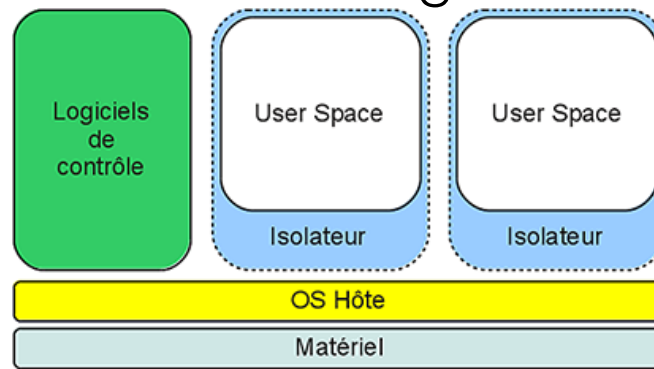 Logiciels
de
contrôle
User Space
Isolateur
User Space
Isolateur
OS Hôte
Matériel